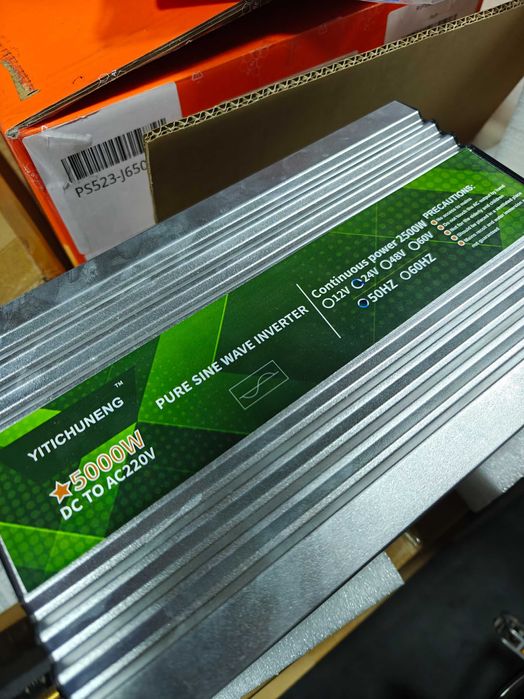 PS523-J650
YITICHUNENG ™
5000W
DC TO AC220V
PURE SINE WAVE INVERTER
Continuous power 2500W
12V 24V 48V 60V
50HZ 60HZ
PRECAUTIONS: